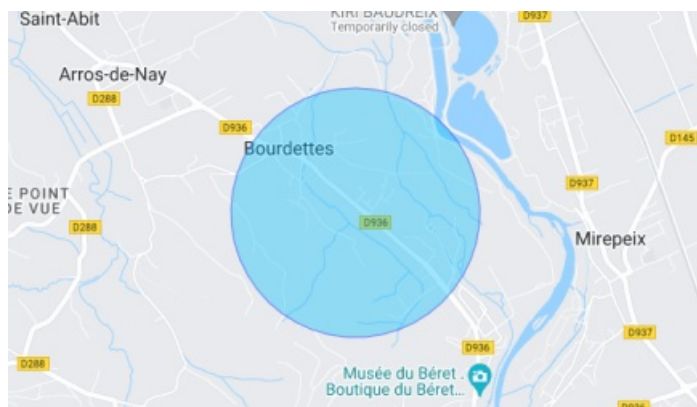 Saint-Abit
KIRI BAUDREIX
Temporarily closed
D937
Arros-de-Nay
D288
D936
Bourdettes
D145
D937
E POINT
DE VUE
D288
D936
Mirepeix
D937
D936
D288
Musée du Béret .
Boutique du Béret...
D936